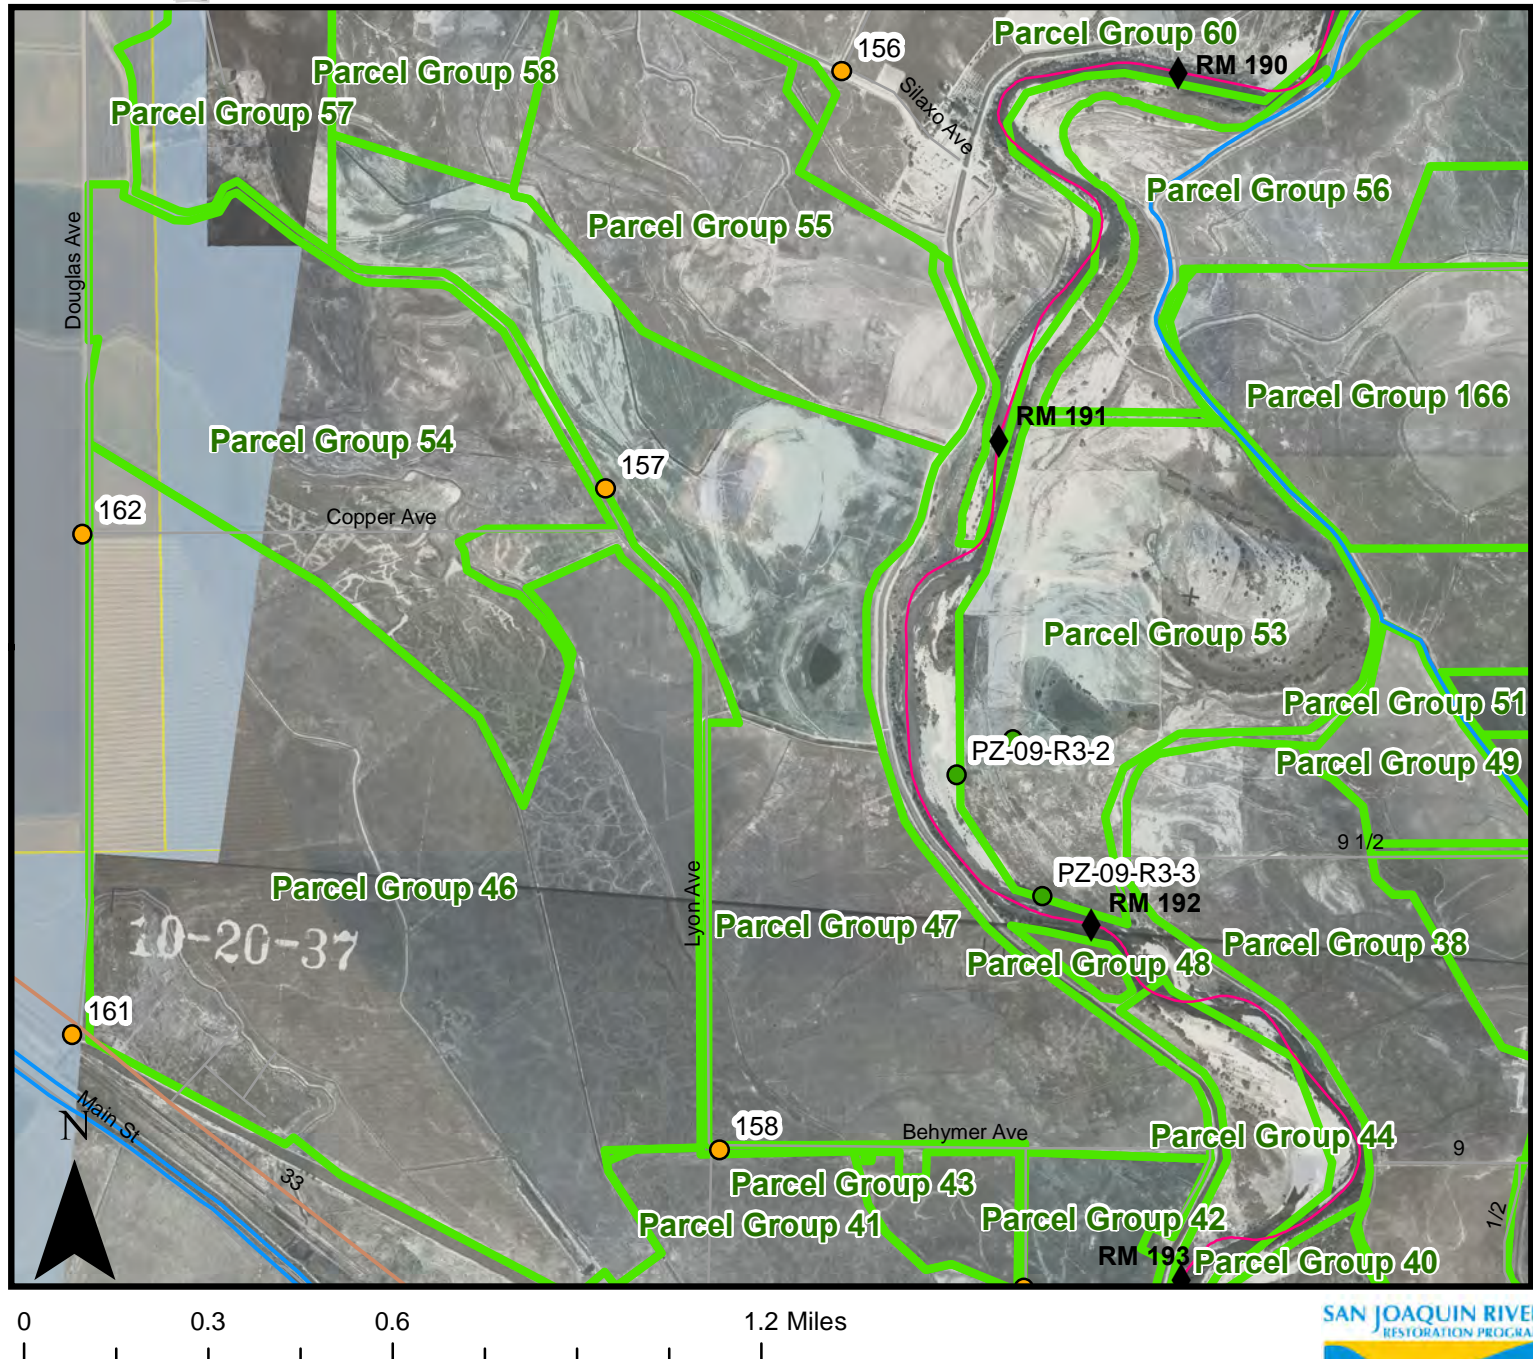 156
Parcel Group 60
RM 190
Parcel Group 58
Silaxo Ave
Parcel Group 57
Parcel Group 56
Parcel Group 55
Douglas Ave
Parcel Group 166
RM 191
Parcel Group 54
157
162
Copper Ave
Parcel Group 53
Parcel Group 51
PZ-09-R3-2
Parcel Group 49
9 1/2
PZ-09-R3-3
RM 192
Parcel Group 46
Lyon Ave
Parcel Group 47
10-20-37
Parcel Group 38
Parcel Group 48
161
Main St
N
158
Behymer Ave
Parcel Group 44
9
33
Parcel Group 43
Parcel Group 41
Parcel Group 42
1/2
RM 193
Parcel Group 40
0 0.3 0.6 1.2 Miles
SAN JOAQUIN RIVE
RESTORATION PROGRA